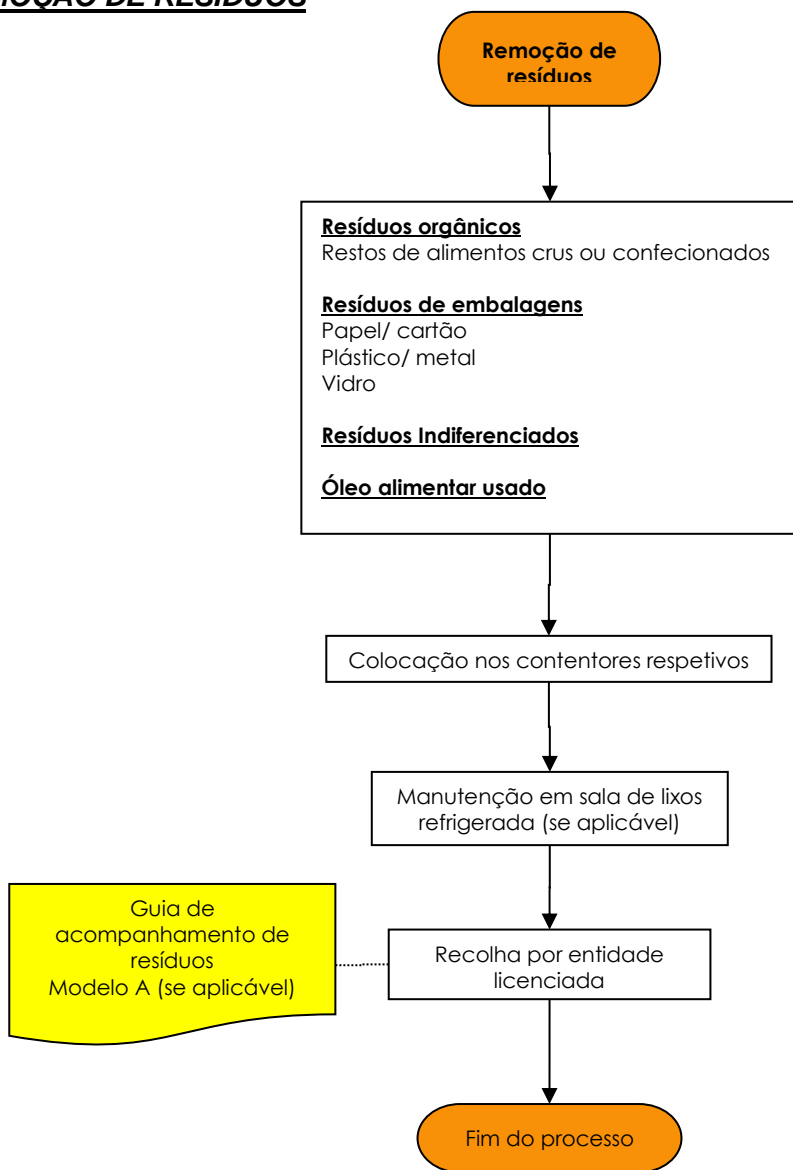 DE RESÍDUOS
Remoção de
resíduos
Resíduos orgânicos
Restos de alimentos crus ou confecionados
Resíduos de embalagens
Papel/ cartão
Plástico/ metal
Vidro
Resíduos Indiferenciados
Óleo alimentar usado
Colocação nos contentores respetivos
Manutenção em sala de lixos
refrigerada (se aplicável)
Guia de
acompanhamento de
resíduos
Modelo A (se aplicável)
Recolha por entidade
licenciada
Fim do processo